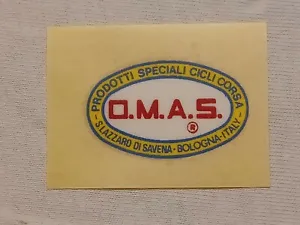 PRODOTTI SPECIALI CICLI CORSA
O.M.A.S.
®
- S.LAZZARO DI SAVENA - BOLOGNA - ITALY -